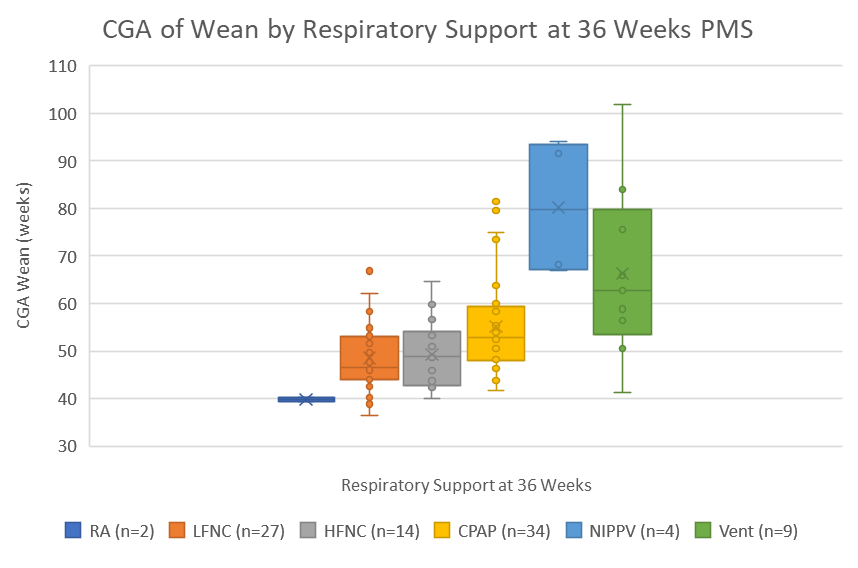 CGA of Wean by Respiratory Support at 36 Weeks PMS
110
100
90
80
70
60
50
40
30
CGA Wean (weeks)
Respiratory Support at 36 Weeks
RA (n=2) LFNC (n=27) HFNC (n=14) CPAP (n=34) NIPPV (n=4) Vent (n=9)